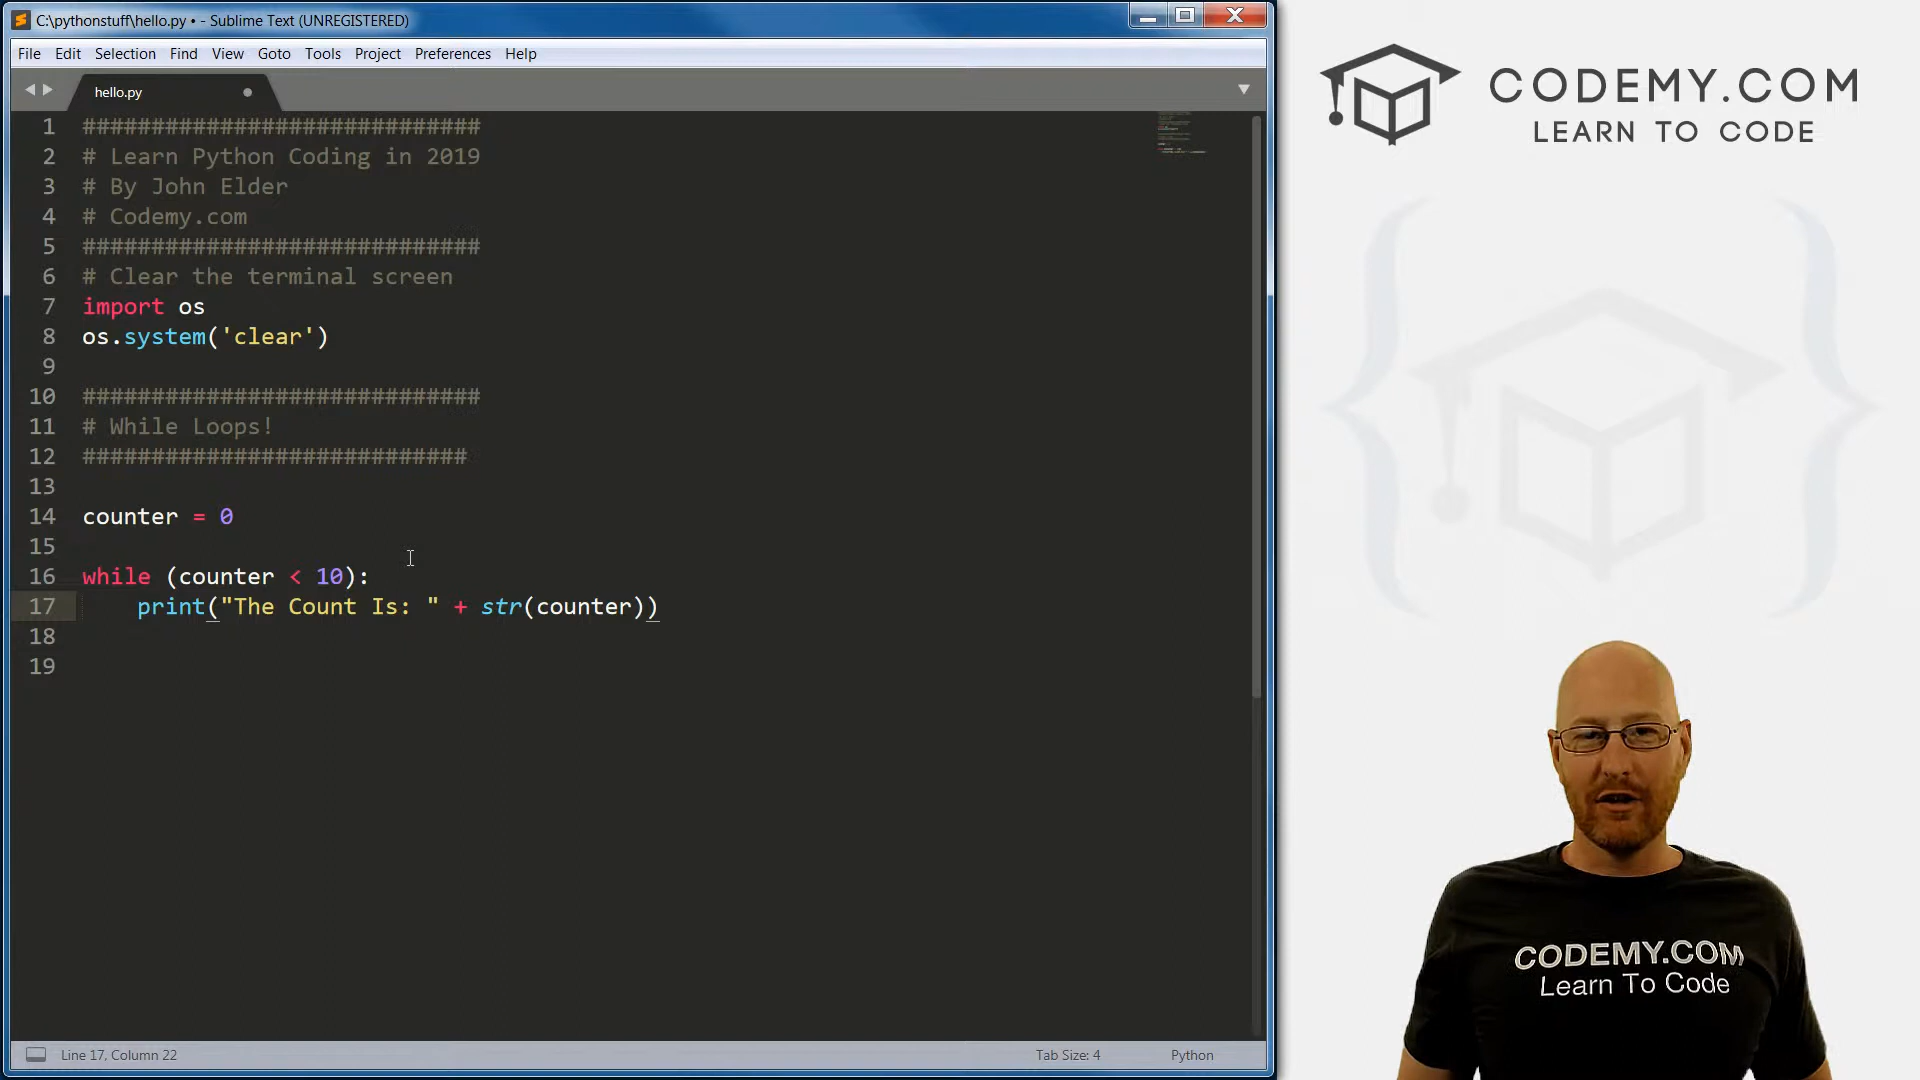 C:\pythonstuff\hello.py • - Sublime Text (UNREGISTERED)
File Edit Selection Find View Goto Tools Project Preferences Help
hello.py
1 #############################
2 # Learn Python Coding in 2019
3 # By John Elder
4 # Codemy.com
5 #############################
6 # Clear the terminal screen
7 import os
8 os.system('clear')
9
10 #############################
11 # While Loops!
12 ############################
13
14 counter = 0
15
16 while (counter < 10):
17 print("The Count Is: " + str(counter))
18
19
Line 17, Column 22
Tab Size: 4
Python
CODEMY.COM
LEARN TO CODE
CODEMY.COM
Learn To Code